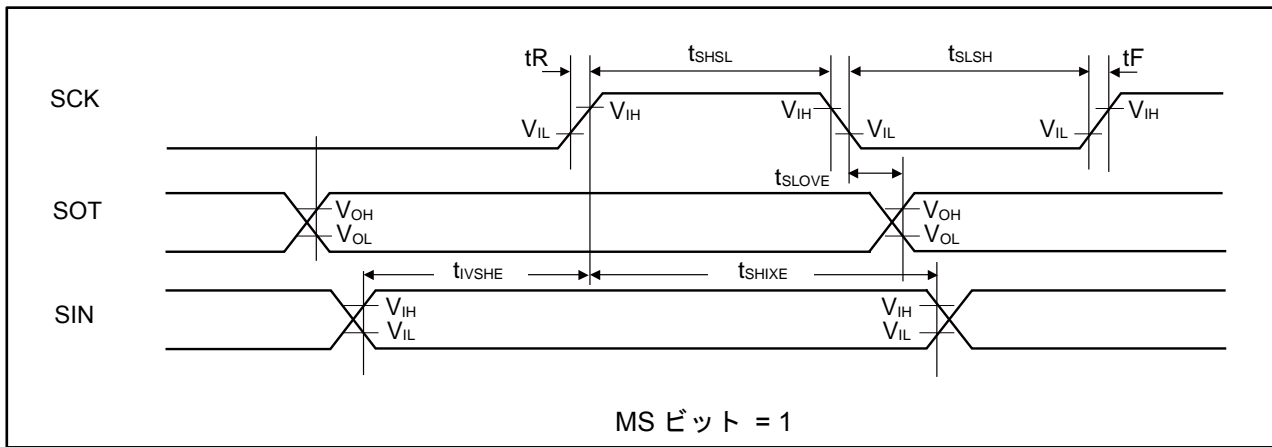 tR tSHSL tSLSH tF
SCK
VIH VIH VIH
VIL VIL VIL
tSLOVE
SOT
VOH VOH
VOL VOL
tIVSHE tSHIXE
SIN
VIH VIH
VIL VIL
MS ビット = 1